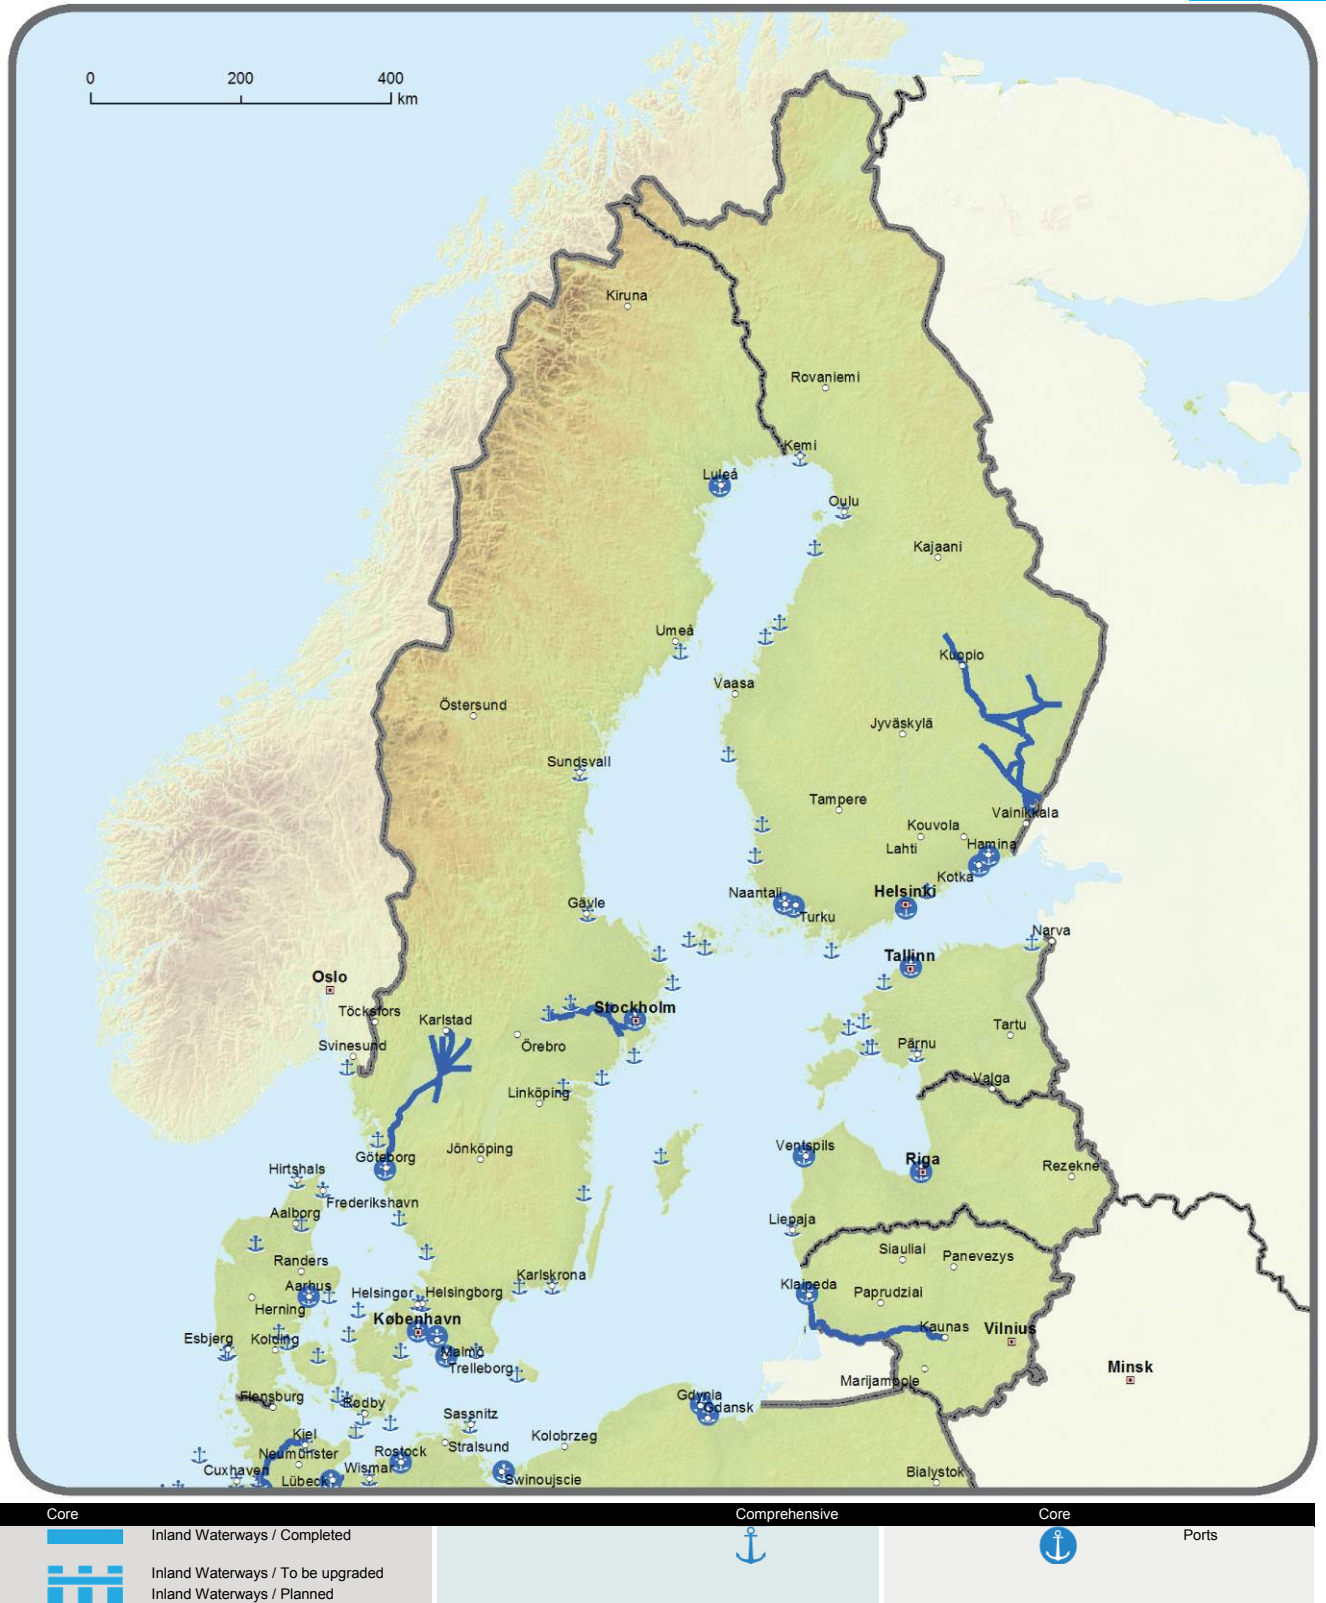 0 200 400
km
Kiruna
Rovaniemi
Kemi
Luleå
Oulu
Kajaani
Umeå
Kuopio
Vaasa
Östersund
Jyväskylä
Sundsvall
Tampere
Vainikkala
Kouvola
Lahti
Hamina
Kotka
Naantali
Helsinki
Gävle
Turku
Narva
Tallinn
Oslo
Töcksfors
Stockholm
Karlstad
Örebro
Tartu
Svinesund
Pärnu
Valga
Linköping
Ventspils
Jönköping
Göteborg
Riga
Rezekne
Hirtshals
Frederikshavn
Aalborg
Liepaja
Siauliai
Panevezys
Randers
Karlskrona
Aarhus
Klaipeda
Helsingør
Helsingborg
Paprudziai
Herning
København
Kaunas
Vilnius
Esbjerg
Kolding
Malmö
Trelleborg
Minsk
Marijampole
Flensburg
Rødby
Gdynia
Gdansk
Sassnitz
Kiel
Kolobrzeg
Stralsund
Neumünster
Rostock
Cuxhaven
Wismar
Lübeck
Swinoujscie
Bialystok
Core Comprehensive Core
Inland Waterways / Completed Ports
Inland Waterways / To be upgraded
Inland Waterways / Planned